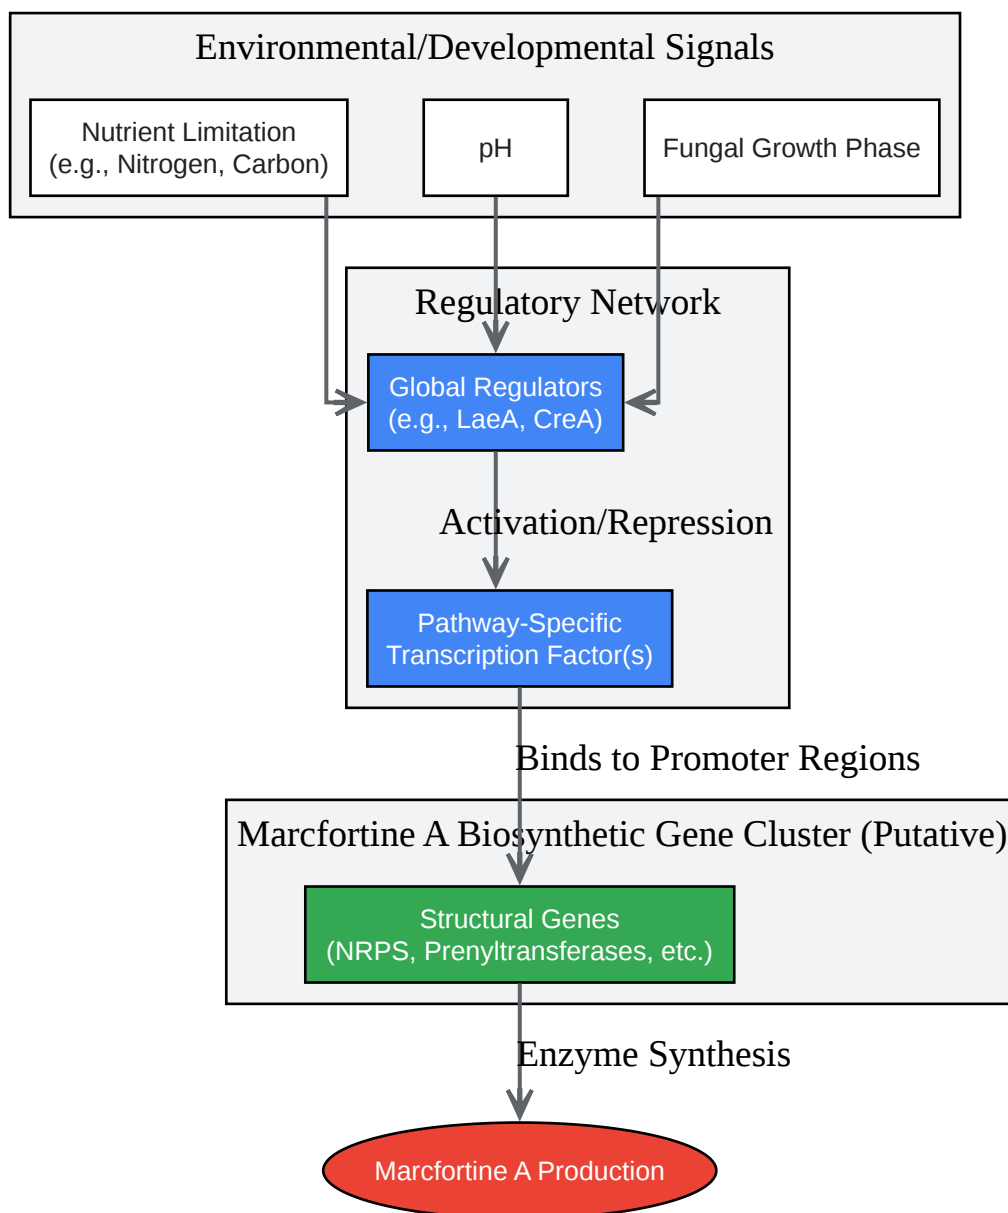 Environmental/Developmental Signals
Nutrient Limitation
(e.g., Nitrogen, Carbon)
pH
Fungal Growth Phase
Regulatory Network
Global Regulators
(e.g., LaeA, CreA)
Activation/Repression
Pathway-Specific
Transcription Factor(s)
Binds to Promoter Regions
Marcfortine A Biosynthetic Gene Cluster (Putative)
Structural Genes
(NRPS, Prenyltransferases, etc.)
Enzyme Synthesis
Marcfortine A Production